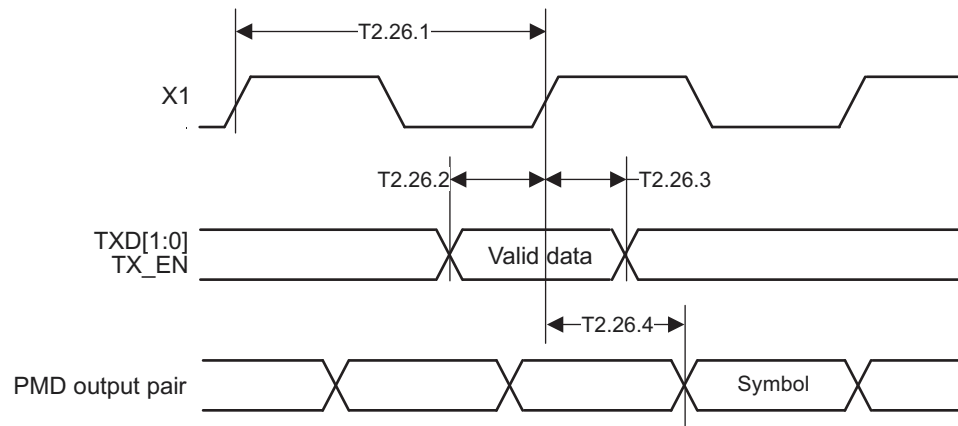 T2.26.1
X1
T2.26.2
T2.26.3
TXD[1:0]
TX_EN
Valid data
T2.26.4
PMD output pair
Symbol